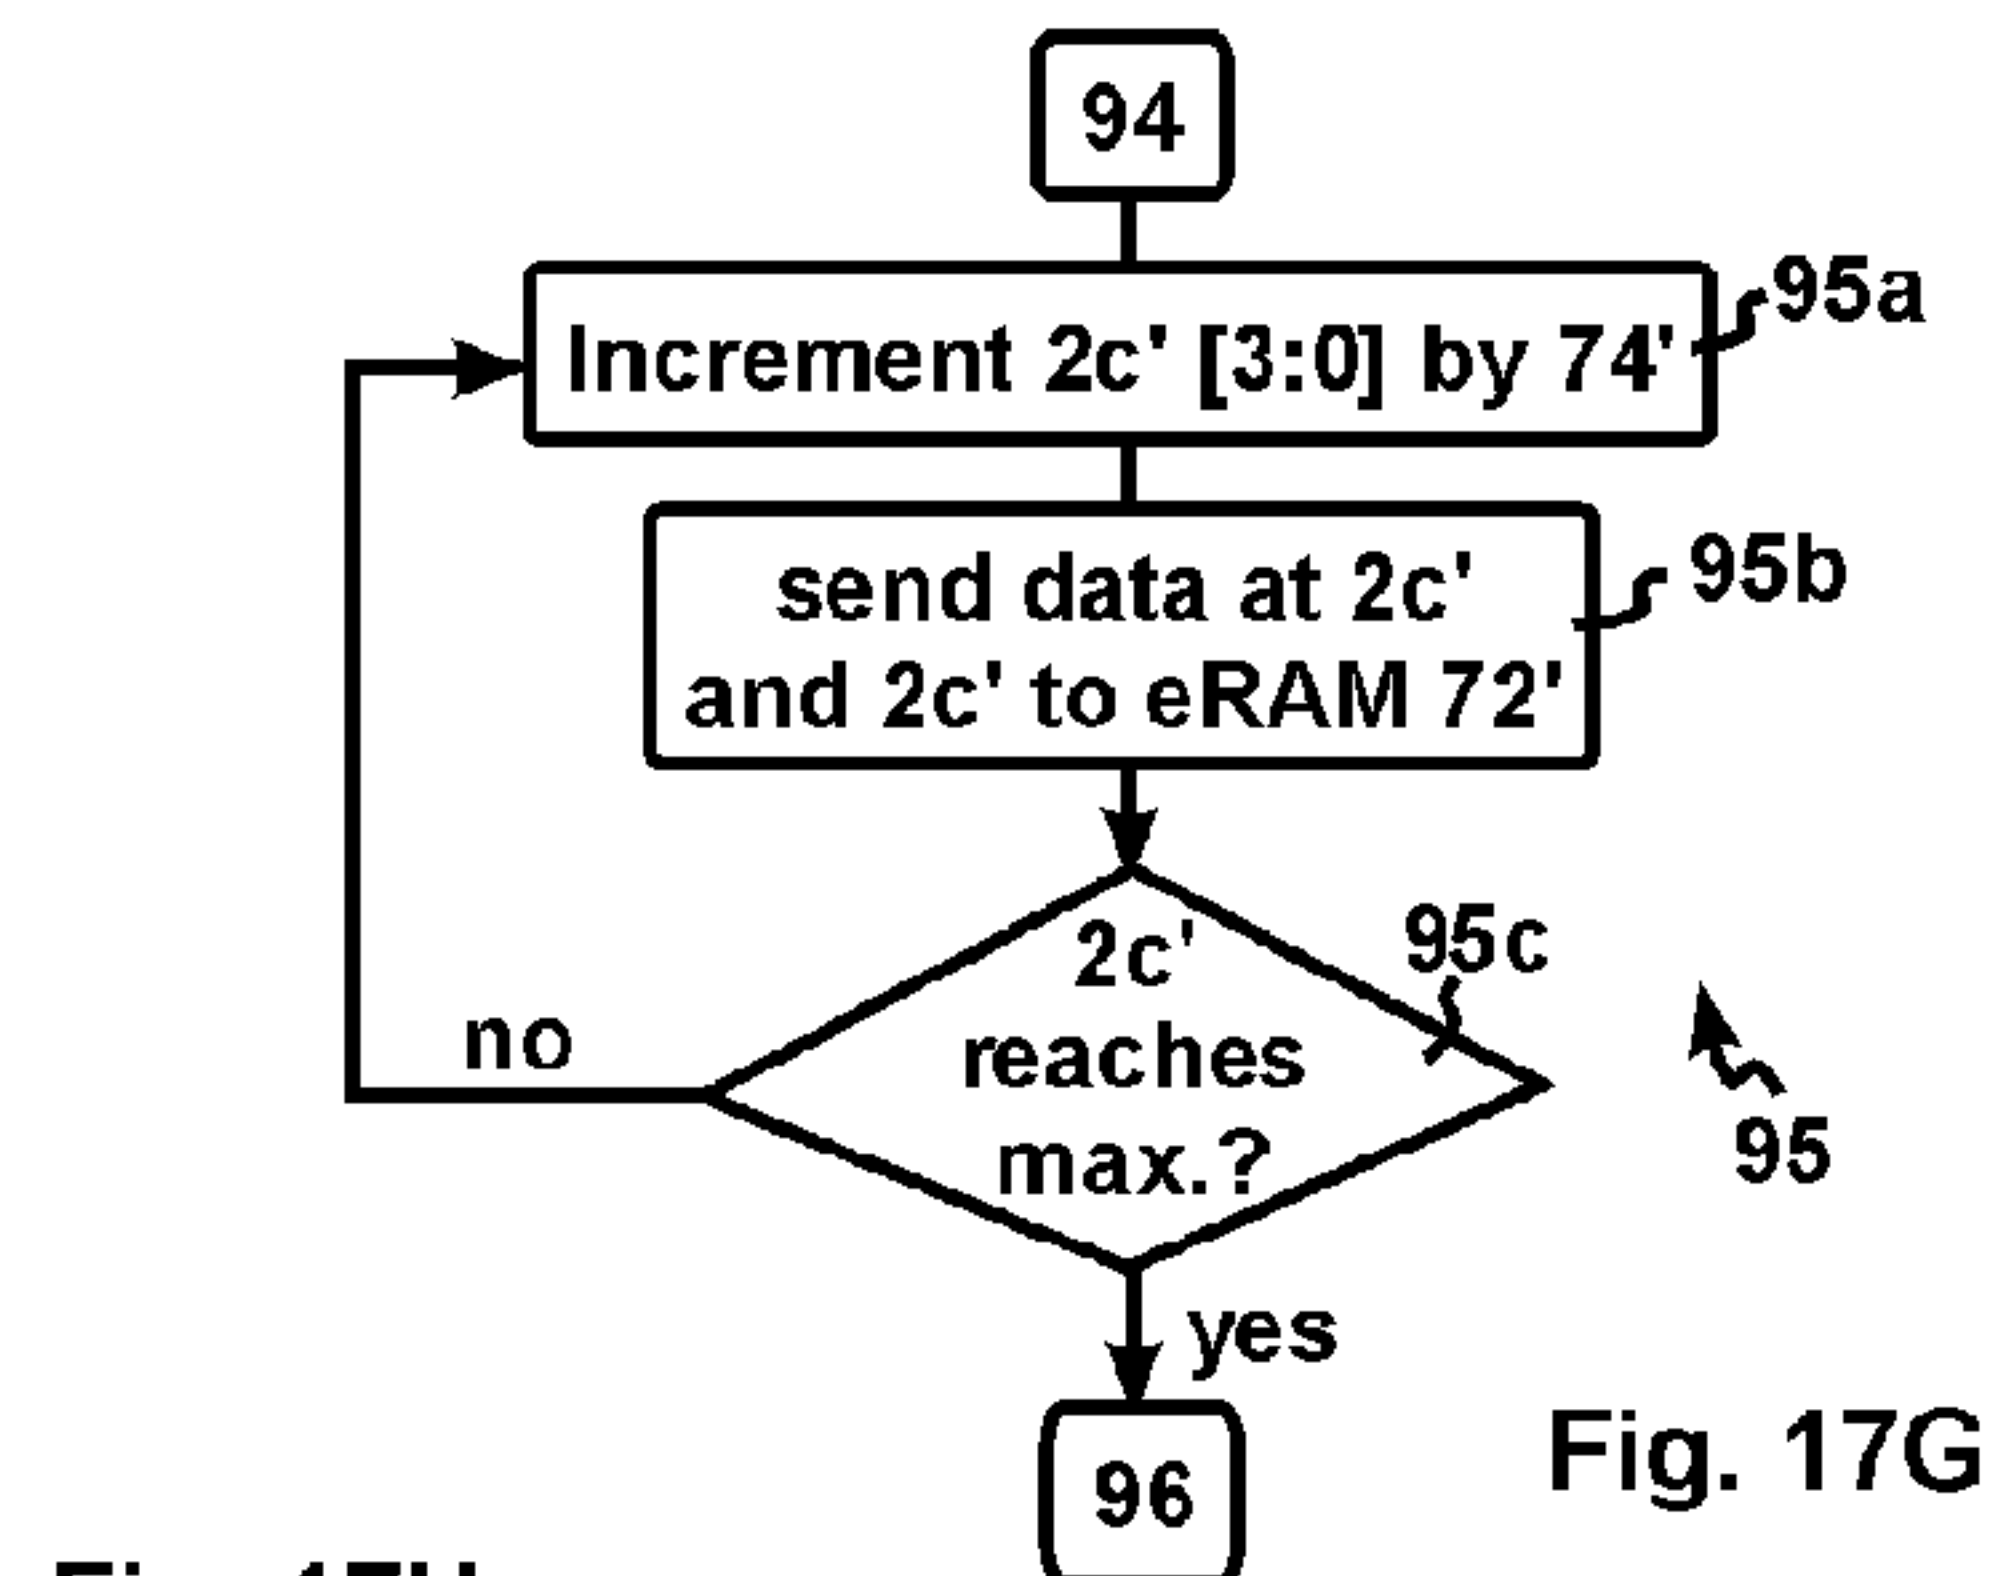 94
Increment 2c' [3:0] by 74'
95a
send data at 2c'
and 2c' to eRAM 72'
95b
2c'
reaches
max.?
95c
no
95
yes
96
Fig. 17G